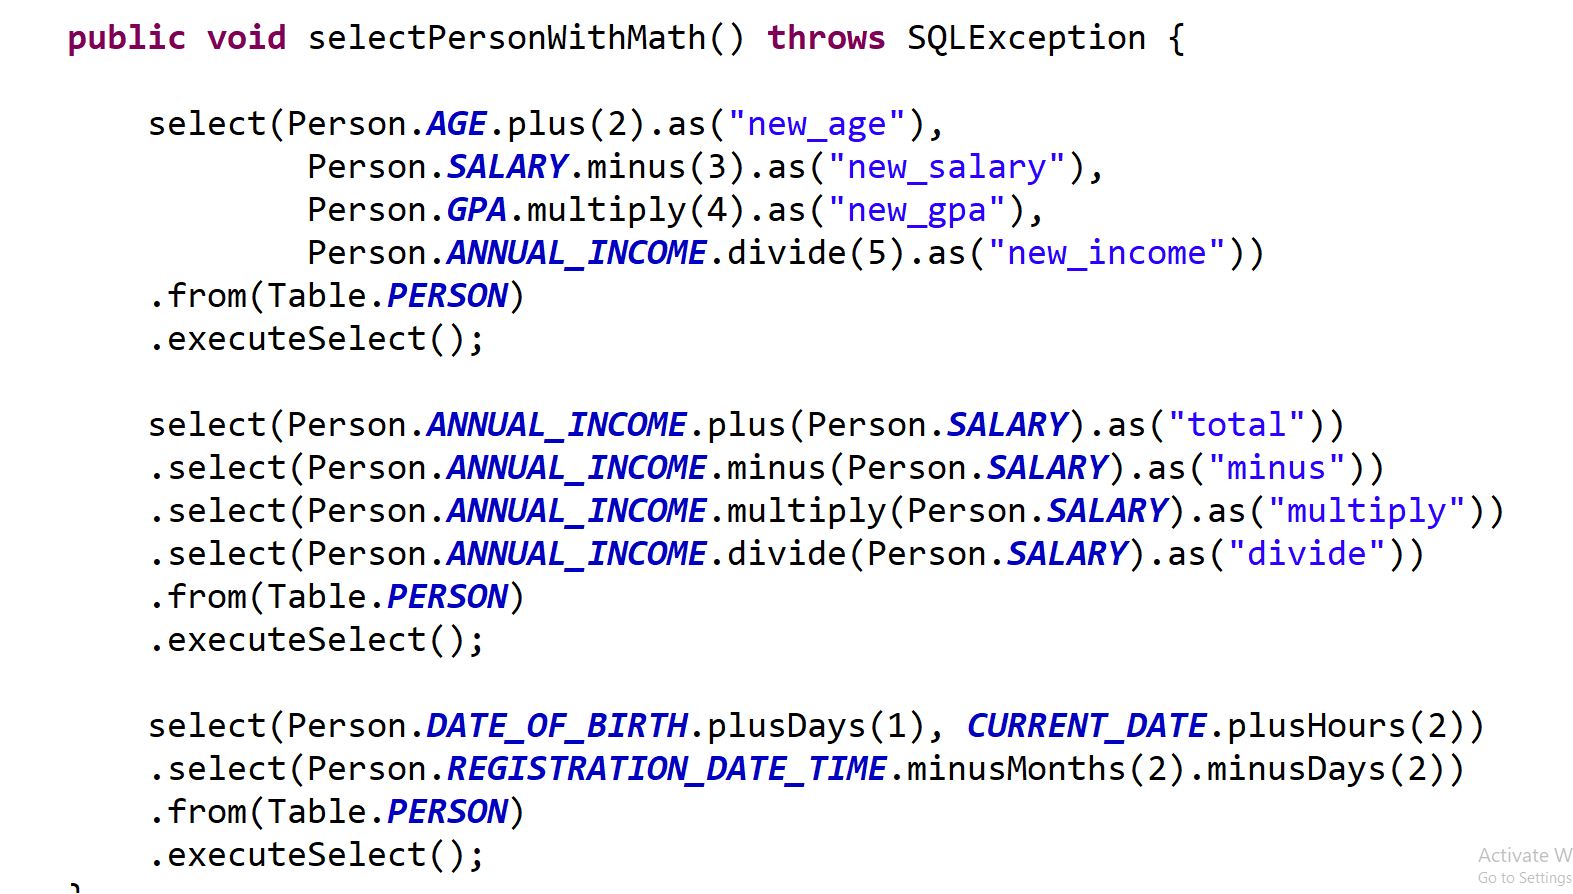 public void selectPersonWithMath() throws SQLException {
select(Person.AGE.plus(2).as("new_age"),
Person.SALARY.minus(3).as("new_salary"),
Person.GPA.multiply(4).as("new_gpa"),
Person.ANNUAL_INCOME.divide(5).as("new_income"))
.from(Table.PERSON)
.executeSelect();
select(Person.ANNUAL_INCOME.plus(Person.SALARY).as("total"))
.select(Person.ANNUAL_INCOME.minus(Person.SALARY).as("minus"))
.select(Person.ANNUAL_INCOME.multiply(Person.SALARY).as("multiply"))
.select(Person.ANNUAL_INCOME.divide(Person.SALARY).as("divide"))
.from(Table.PERSON)
.executeSelect();
select(Person.DATE_OF_BIRTH.plusDays(1), CURRENT_DATE.plusHours(2))
.select(Person.REGISTRATION_DATE_TIME.minusMonths(2).minusDays(2))
.from(Table.PERSON)
.executeSelect();
}
Activate W
Go to Settings